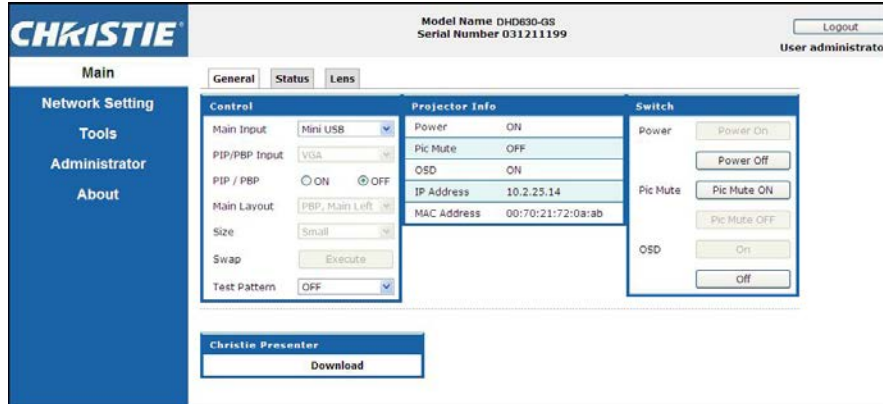 CHRISTIE
Model Name DHD630-GS
Serial Number 031211199
Logout
User administrato
Main
Network Setting
Tools
Administrator
About
General Status Lens
Control
Main Input Mini USB
PIP/PBP Input VGA
PIP / PBP ON OFF
Main Layout PBP, Main Left
Size Small
Swap Execute
Test Pattern OFF
Projector Info
Power ON
Pic Mute OFF
OSD ON
IP Address 10.2.25.14
MAC Address 00:70:21:72:0a:ab
Switch
Power Power On
Power Off
Pic Mute Pic Mute ON
Pic Mute OFF
OSD On
Off
Christie Presenter
Download